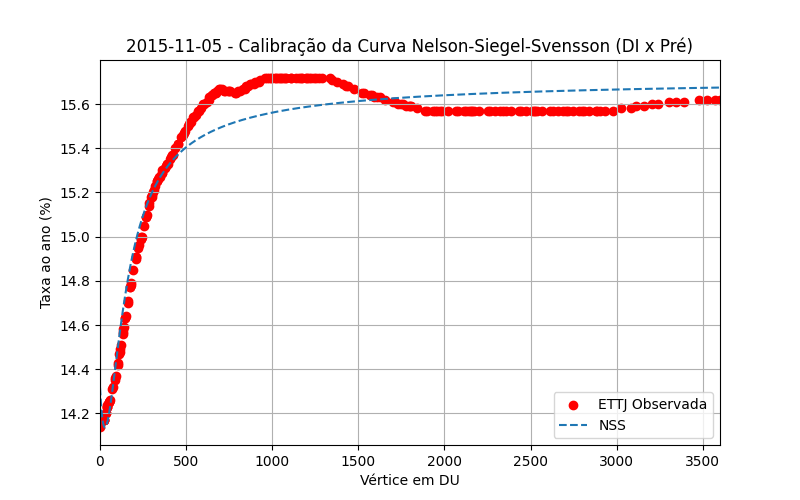 2015-11-05 - Calibração da Curva Nelson-Siegel-Svensson (DI x Pré)
Taxa ao ano (%)
15.6
15.4
15.2
15.0
14.8
14.6
14.4
14.2
ETTJ Observada
NSS
0 500 1000 1500 2000 2500 3000 3500
Vértice em DU